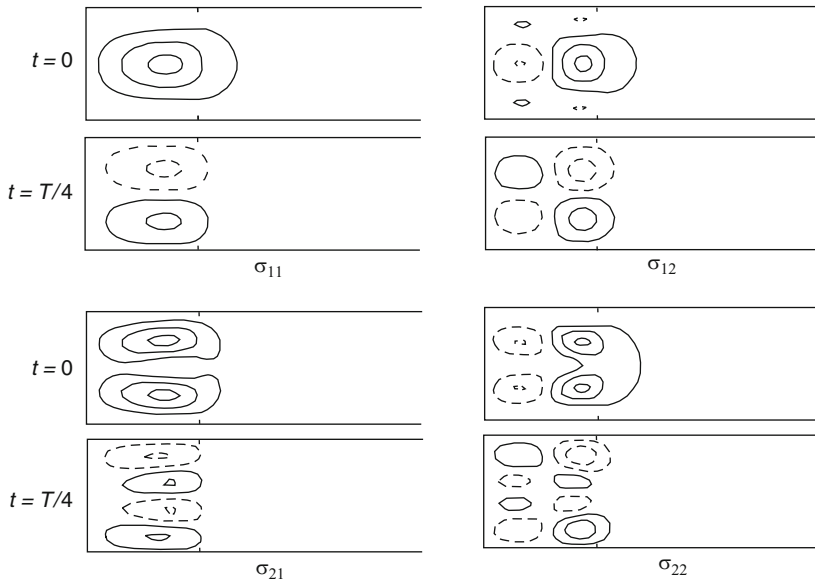 t = 0
t = T/4
σ11
σ12
t = 0
t = T/4
σ21
σ22